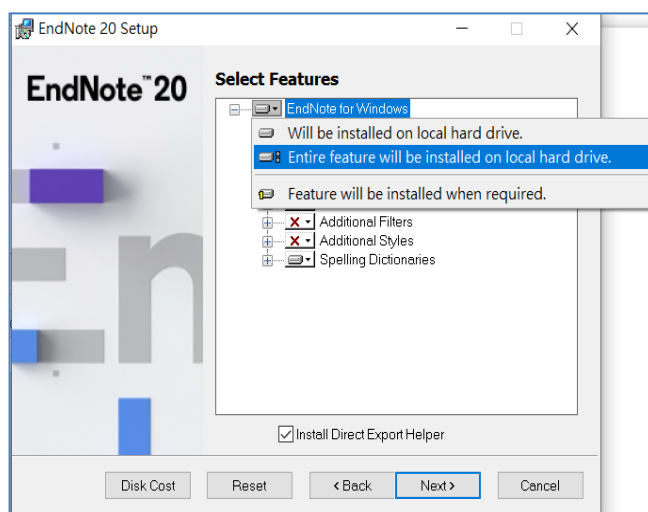 EndNote 20 Setup
EndNote™20
Select Features
EndNote for Windows
Will be installed on local hard drive.
Entire feature will be installed on local hard drive.
Feature will be installed when required.
Additional Filters
Additional Styles
Spelling Dictionaries
Install Direct Export Helper
Disk Cost
Reset
< Back
Next >
Cancel